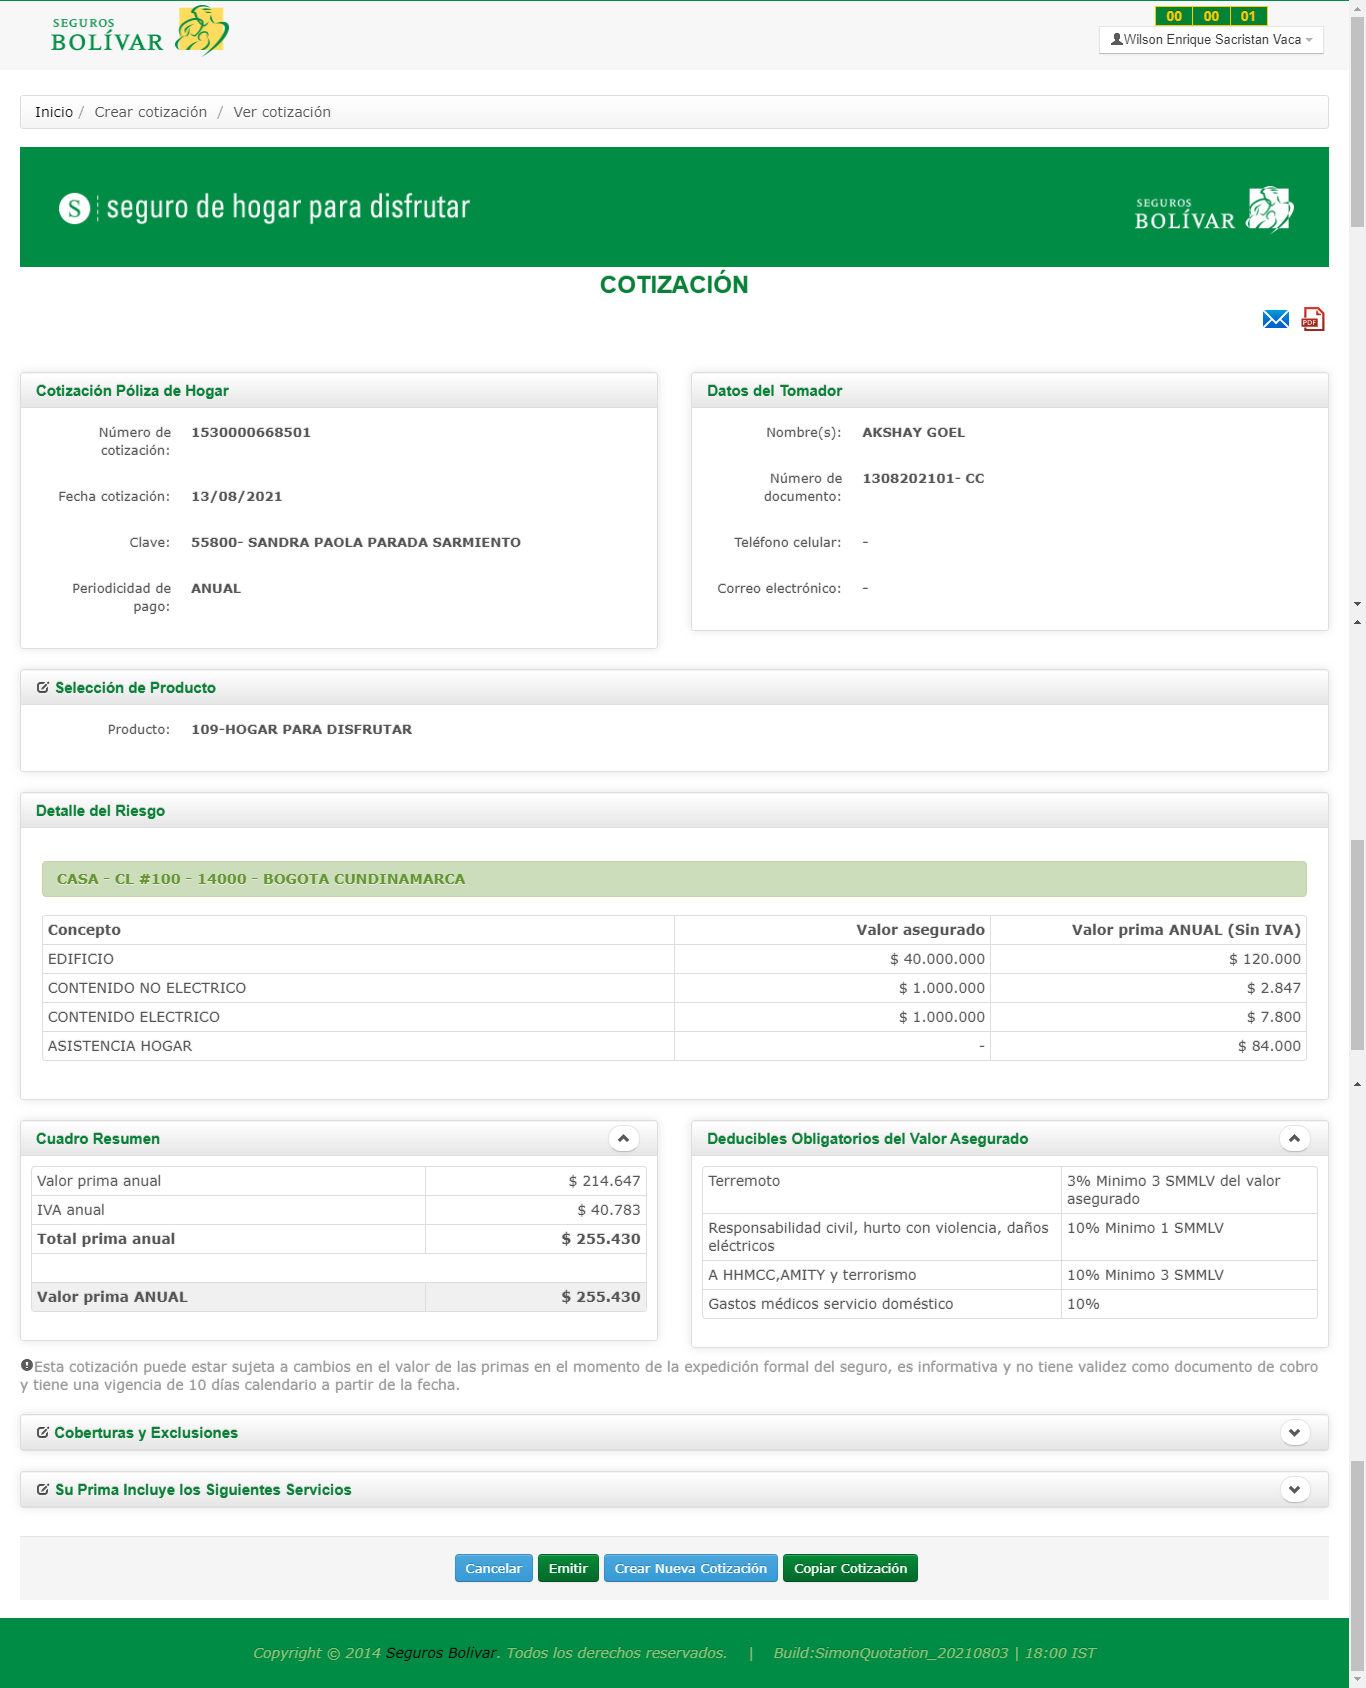 SEGUROS
BOLÍVAR
00 00 01
Wilson Enrique Sacristan Vaca
Inicio / Crear cotización / Ver cotización
S seguro de hogar para disfrutar
SEGUROS
BOLÍVAR
COTIZACIÓN
PDF
Cotización Póliza de Hogar
Número de cotización: 1530000668501
Fecha cotización: 13/08/2021
Clave: 55800- SANDRA PAOLA PARADA SARMIENTO
Periodicidad de pago: ANUAL
Datos del Tomador
Nombre(s): AKSHAY GOEL
Número de documento: 1308202101- CC
Teléfono celular: -
Correo electrónico: -
Selección de Producto
Producto: 109-HOGAR PARA DISFRUTAR
Detalle del Riesgo
CASA - CL #100 - 14000 - BOGOTA CUNDINAMARCA
Concepto Valor asegurado Valor prima ANUAL (Sin IVA)
EDIFICIO $ 40.000.000 $ 120.000
CONTENIDO NO ELECTRICO $ 1.000.000 $ 2.847
CONTENIDO ELECTRICO $ 1.000.000 $ 7.800
ASISTENCIA HOGAR - $ 84.000
Cuadro Resumen
Valor prima anual $ 214.647
IVA anual $ 40.783
Total prima anual $ 255.430
Valor prima ANUAL $ 255.430
Deducibles Obligatorios del Valor Asegurado
Terremoto 3% Minimo 3 SMMLV del valor asegurado
Responsabilidad civil, hurto con violencia, daños eléctricos 10% Minimo 1 SMMLV
A HHMCC,AMITY y terrorismo 10% Minimo 3 SMMLV
Gastos médicos servicio doméstico 10%
Esta cotización puede estar sujeta a cambios en el valor de las primas en el momento de la expedición formal del seguro, es informativa y no tiene validez como documento de cobro
y tiene una vigencia de 10 días calendario a partir de la fecha.
Coberturas y Exclusiones
Su Prima Incluye los Siguientes Servicios
Cancelar Emitir Crear Nueva Cotización Copiar Cotización
Copyright © 2014 Seguros Bolivar. Todos los derechos reservados. | Build:SimonQuotation_20210803 | 18:00 IST